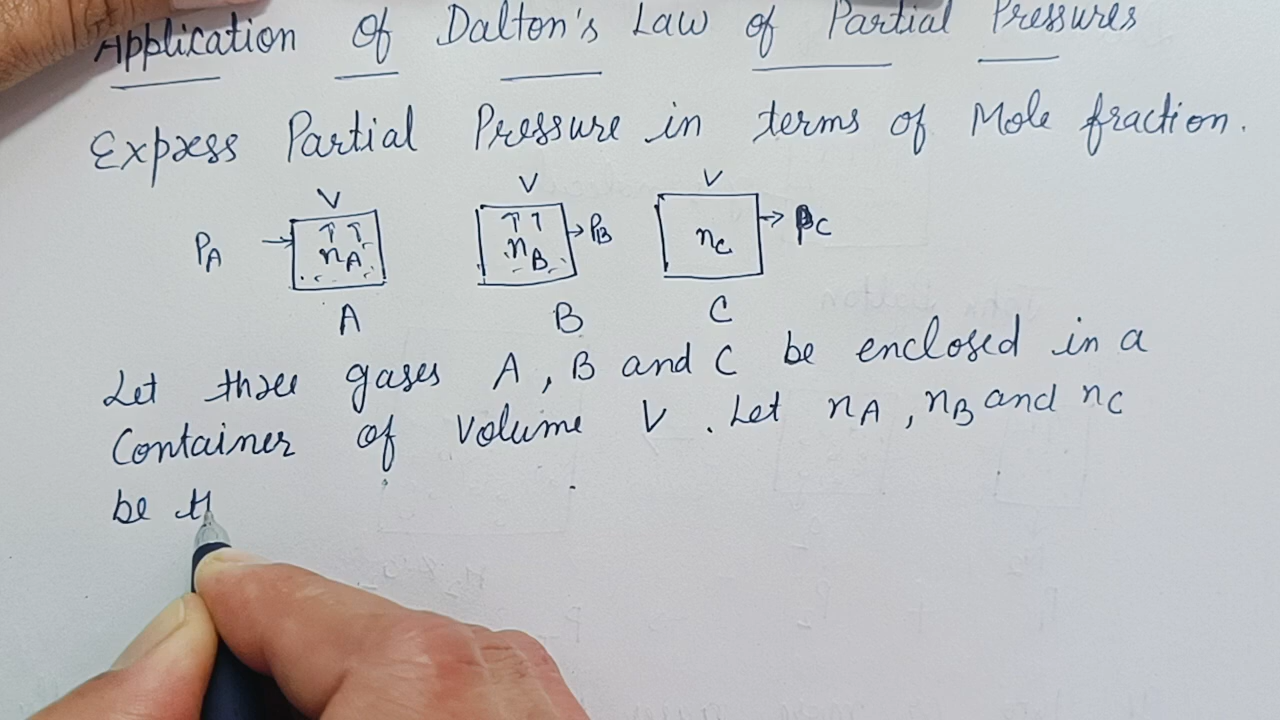 Application Of Dalton's Law of Partial Pressures
Express Partial Pressure in terms of Mole fraction.
V V V
PA nA nB PB nC PC
A B C
Let three gases A, B and C be enclosed in a
Container of Volume V. Let nA, nB and nC
be th